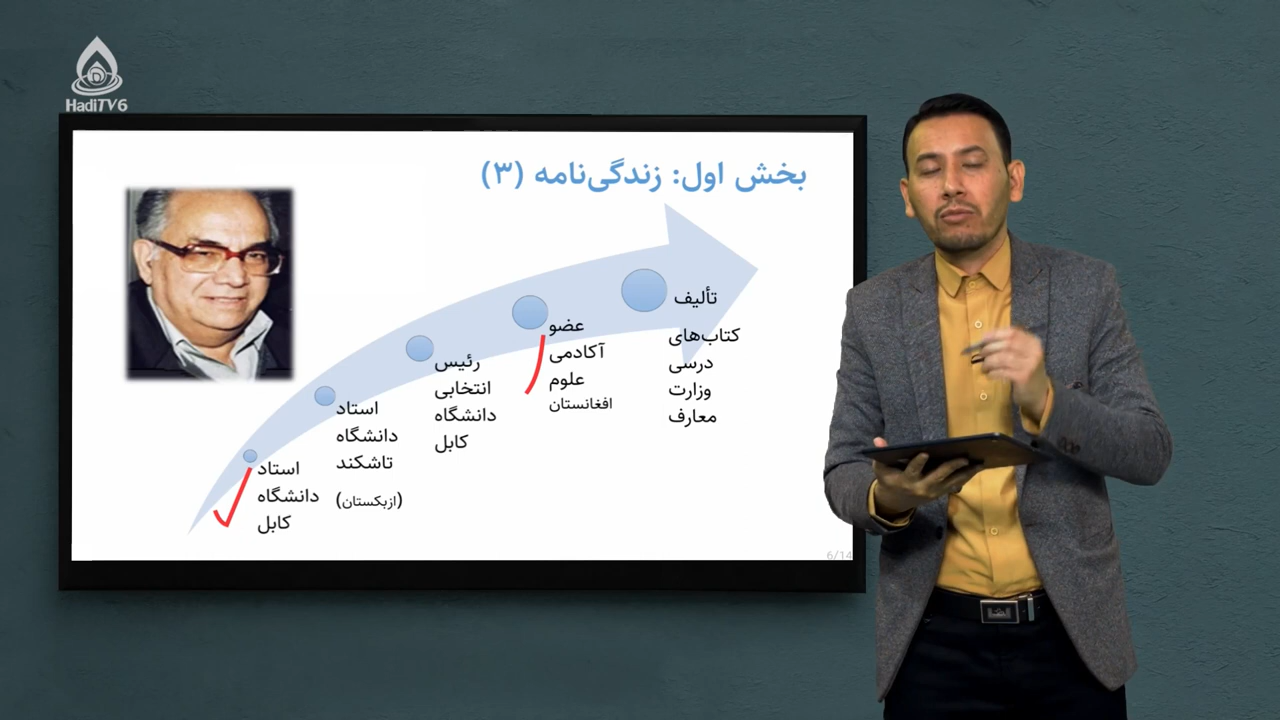 HadiTV6
بخش اول: زندگی‌نامه (۳)
تألیف
کتاب‌های
درسی
وزارت
معارف
عضو
آکادمی
علوم
افغانستان
رئیس
انتخابی
دانشگاه
کابل
استاد
دانشگاه
تاشکند
(ازبکستان)
استاد
دانشگاه
کابل
6/14